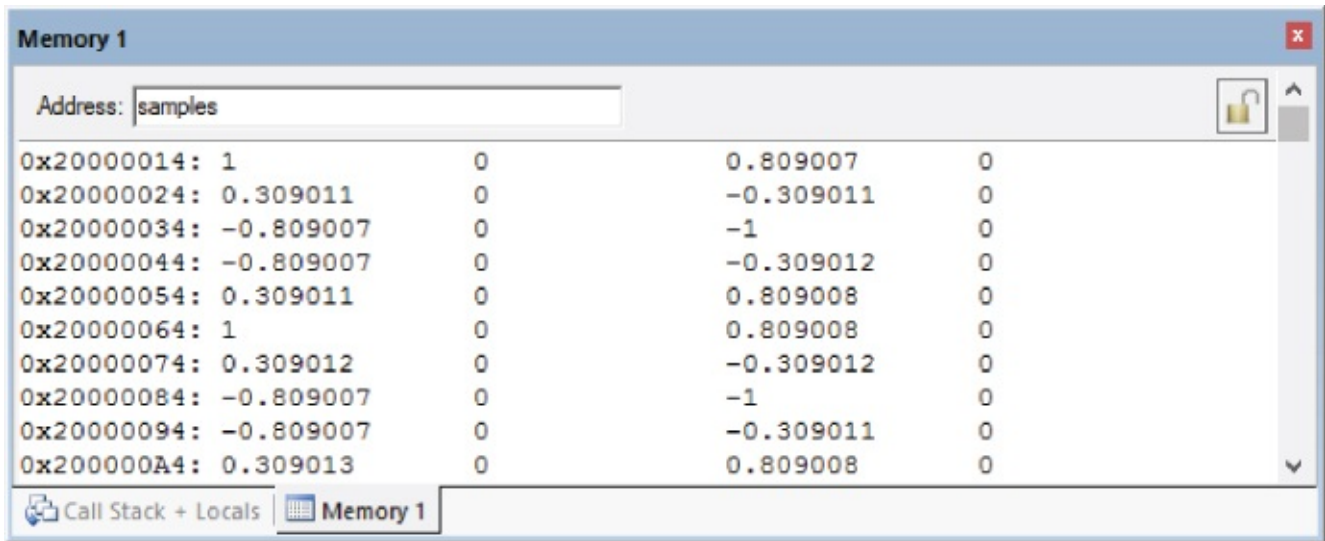 Memory 1
Address: samples
0x20000014: 1 0 0.809007 0
0x20000024: 0.309011 0 -0.309011 0
0x20000034: -0.809007 0 -1 0
0x20000044: -0.809007 0 -0.309012 0
0x20000054: 0.309011 0 0.809008 0
0x20000064: 1 0 0.809008 0
0x20000074: 0.309012 0 -0.309012 0
0x20000084: -0.809007 0 -1 0
0x20000094: -0.809007 0 -0.309011 0
0x200000A4: 0.309013 0 0.809008 0
Call Stack + Locals Memory 1